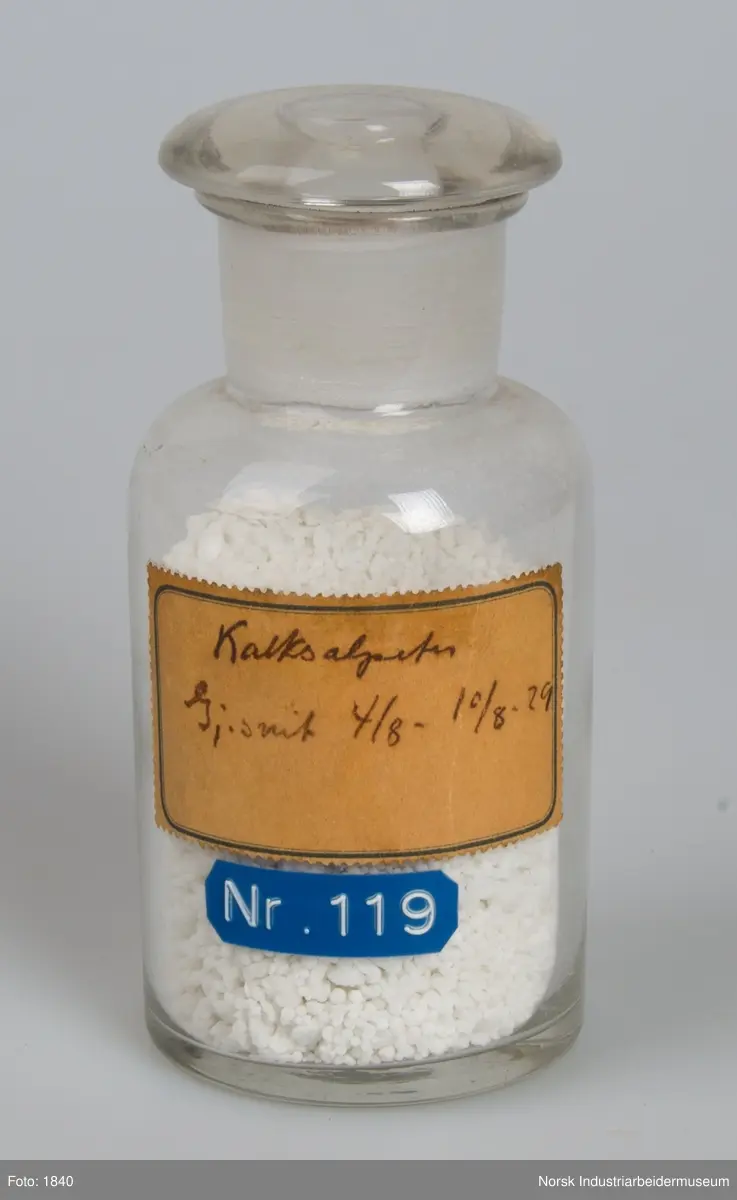 Kalksalpeter
Gj.snit 4/8 - 10/8 - 29
Nr. 119
Foto: 1840
Norsk Industriarbeidermuseum